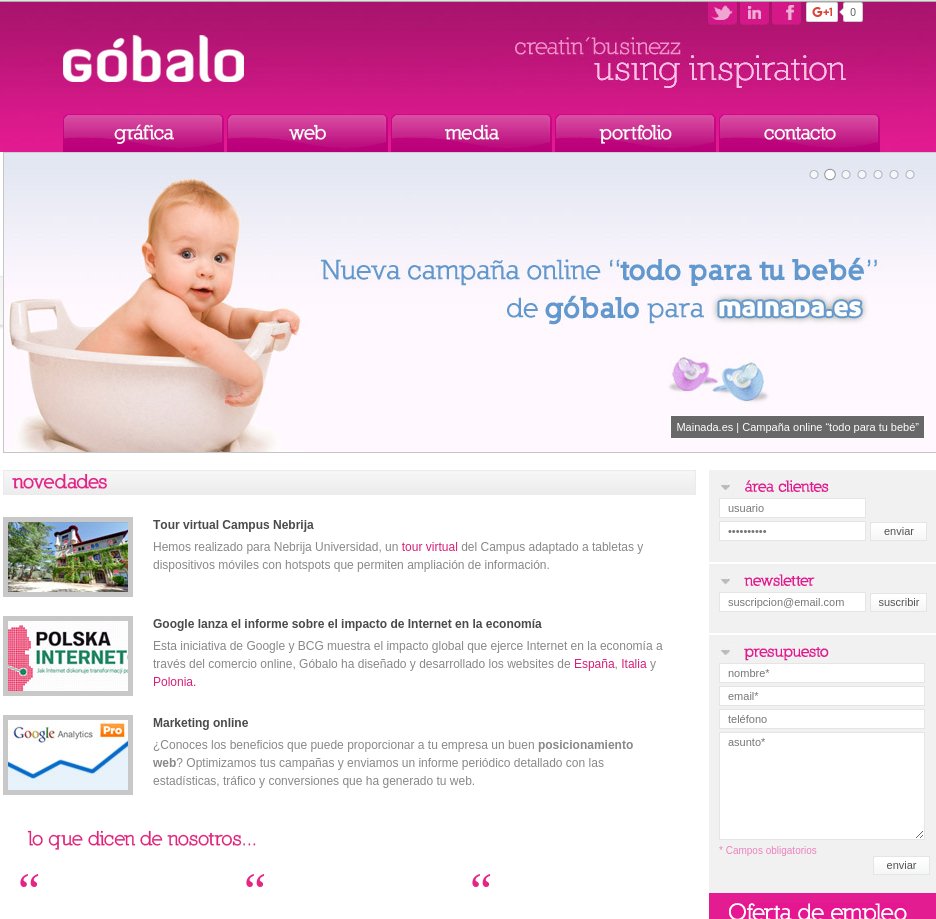 0
góbalo
creatin´businezz
using inspiration
gráfica
web
media
portfolio
contacto
Nueva campaña online “todo para tu bebé”
de góbalo para mainada.es
Mainada.es | Campaña online “todo para tu bebé”
novedades
Tour virtual Campus Nebrija
Hemos realizado para Nebrija Universidad, un tour virtual del Campus adaptado a tabletas y
dispositivos móviles con hotspots que permiten ampliación de información.
POLSKA
INTERNET
Google lanza el informe sobre el impacto de Internet en la economía
Esta iniciativa de Google y BCG muestra el impacto global que ejerce Internet en la economía a
través del comercio online, Góbalo ha diseñado y desarrollado los websites de España, Italia y
Polonia.
Google Analytics Pro
Marketing online
¿Conoces los beneficios que puede proporcionar a tu empresa un buen posicionamiento
web? Optimizamos tus campañas y enviamos un informe periódico detallado con las
estadísticas, tráfico y conversiones que ha generado tu web.
lo que dicen de nosotros...
“ “ “
área clientes
usuario
••••••••••
enviar
newsletter
suscripcion@email.com
suscribir
presupuesto
nombre*
email*
teléfono
asunto*
* Campos obligatorios
enviar
Oferta de empleo